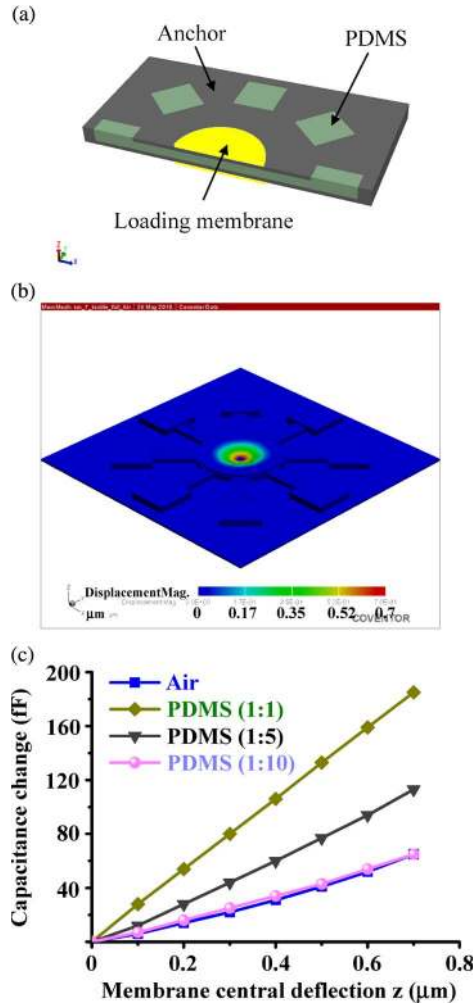 (a)
Anchor
PDMS
Loading membrane
(b)
DisplacementMag.
μm
0 0.17 0.35 0.52 0.7
COVENTOR
(c)
Capacitance change (fF)
200
160
120
80
40
Air
PDMS (1:1)
PDMS (1:5)
PDMS (1:10)
0 0.2 0.4 0.6 0.8
Membrane central deflection z (μm)